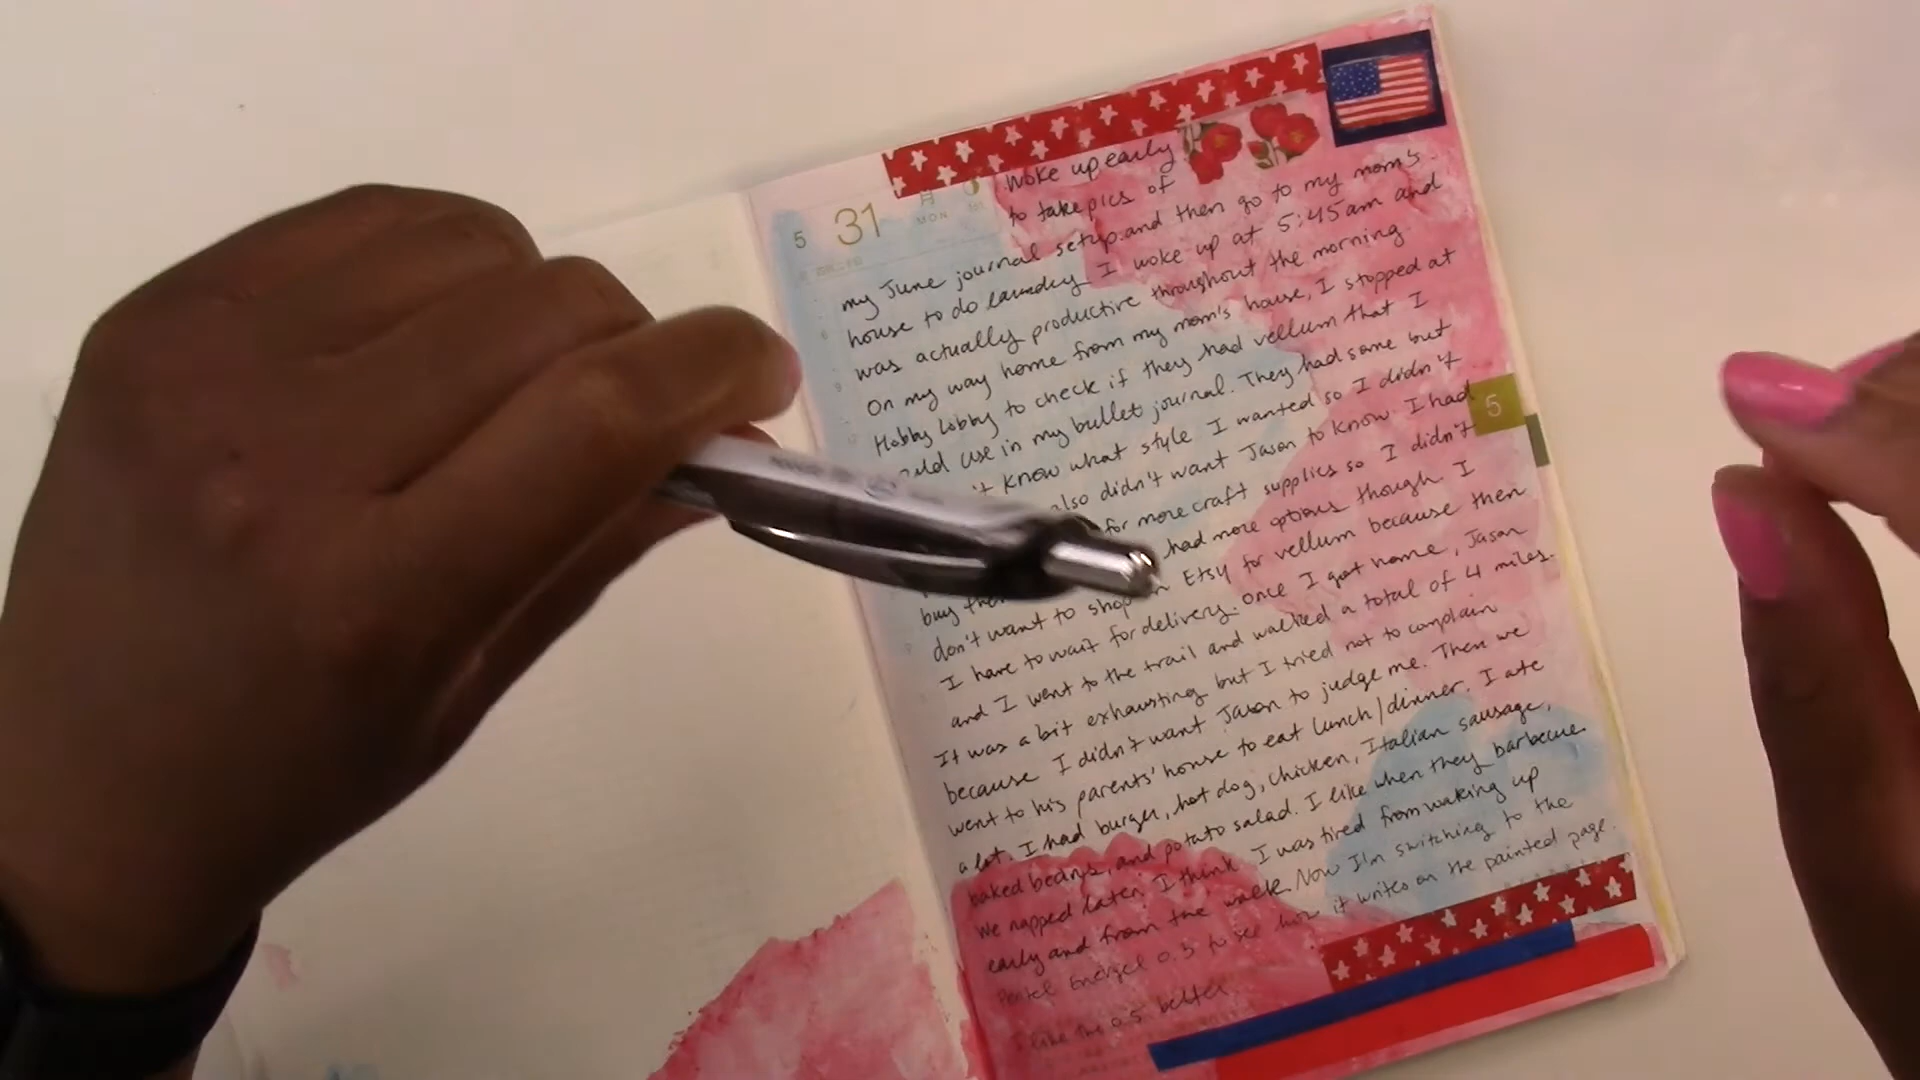 5 31 月
MON
Woke up early
to take pics of
my June journal setup and then go to my mom's
house to do laundry. I woke up at 5:45am and
was actually productive throughout the morning.
On my way home from my mom's house, I stopped at
Hobby Lobby to check if they had vellum that I
use in my bullet journal. They had some but
't know what style I wanted so I didn't
also didn't want Jason to know I had
for more craft supplies so I didn't
buy had more options though. I
don't want to shop Etsy for vellum because then
I have to wait for delivery. Once I got home, Jason
and I went to the trail and walked a total of 4 miles.
It was a bit exhausting but I tried not to complain
because I didn't want Jason to judge me. Then we
went to his parents' house to eat lunch/dinner. I ate
a lot. I had burger, hot dog, chicken, Italian sausage,
baked beans, and potato salad. I like when they barbecue.
We napped later. I think I was tired from waking up
early and from the walk. Now I'm switching to the
Pentel Energel 0.5 to see how it writes on the painted page.
I like the 0.5 better.
5